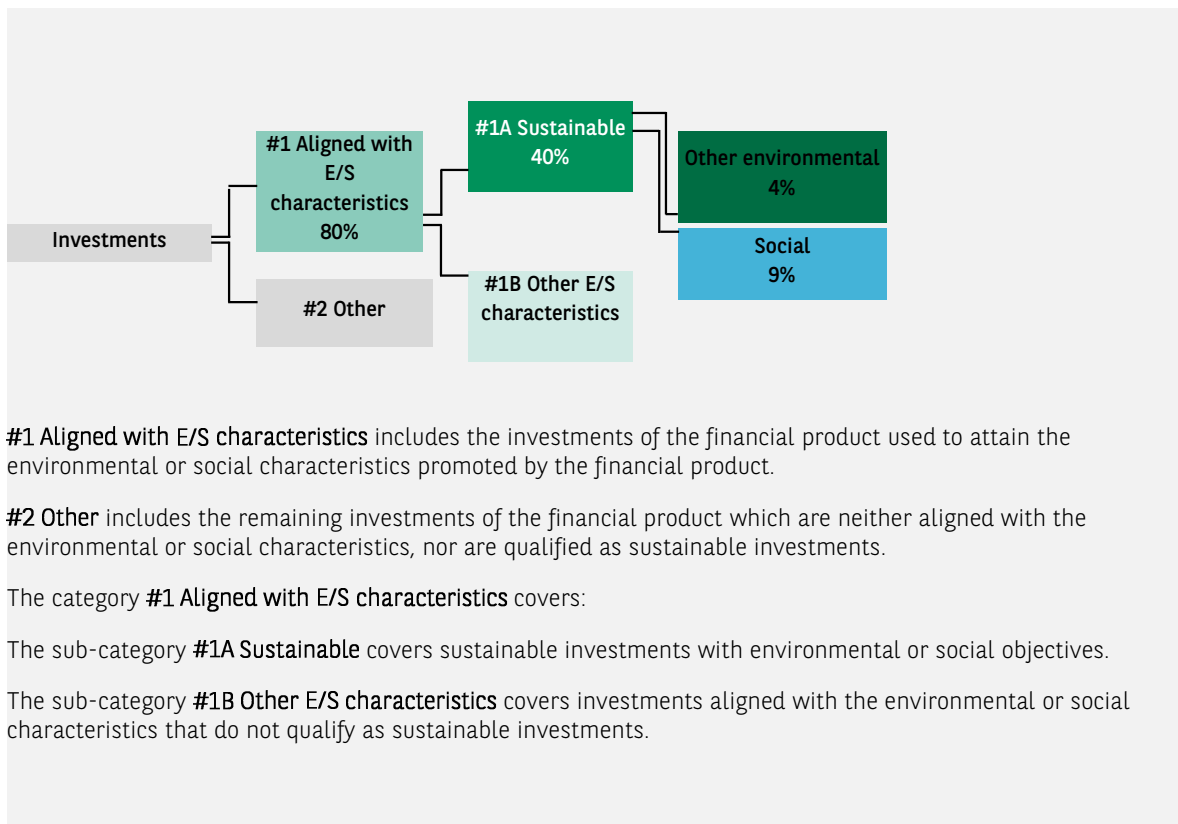 Investments
#1 Aligned with
E/S
characteristics
80%
#2 Other
#1A Sustainable
40%
#1B Other E/S
characteristics
Other environmental
4%
Social
9%
#1 Aligned with E/S characteristics includes the investments of the financial product used to attain the
environmental or social characteristics promoted by the financial product.
#2 Other includes the remaining investments of the financial product which are neither aligned with the
environmental or social characteristics, nor are qualified as sustainable investments.
The category #1 Aligned with E/S characteristics covers:
The sub-category #1A Sustainable covers sustainable investments with environmental or social objectives.
The sub-category #1B Other E/S characteristics covers investments aligned with the environmental or social
characteristics that do not qualify as sustainable investments.